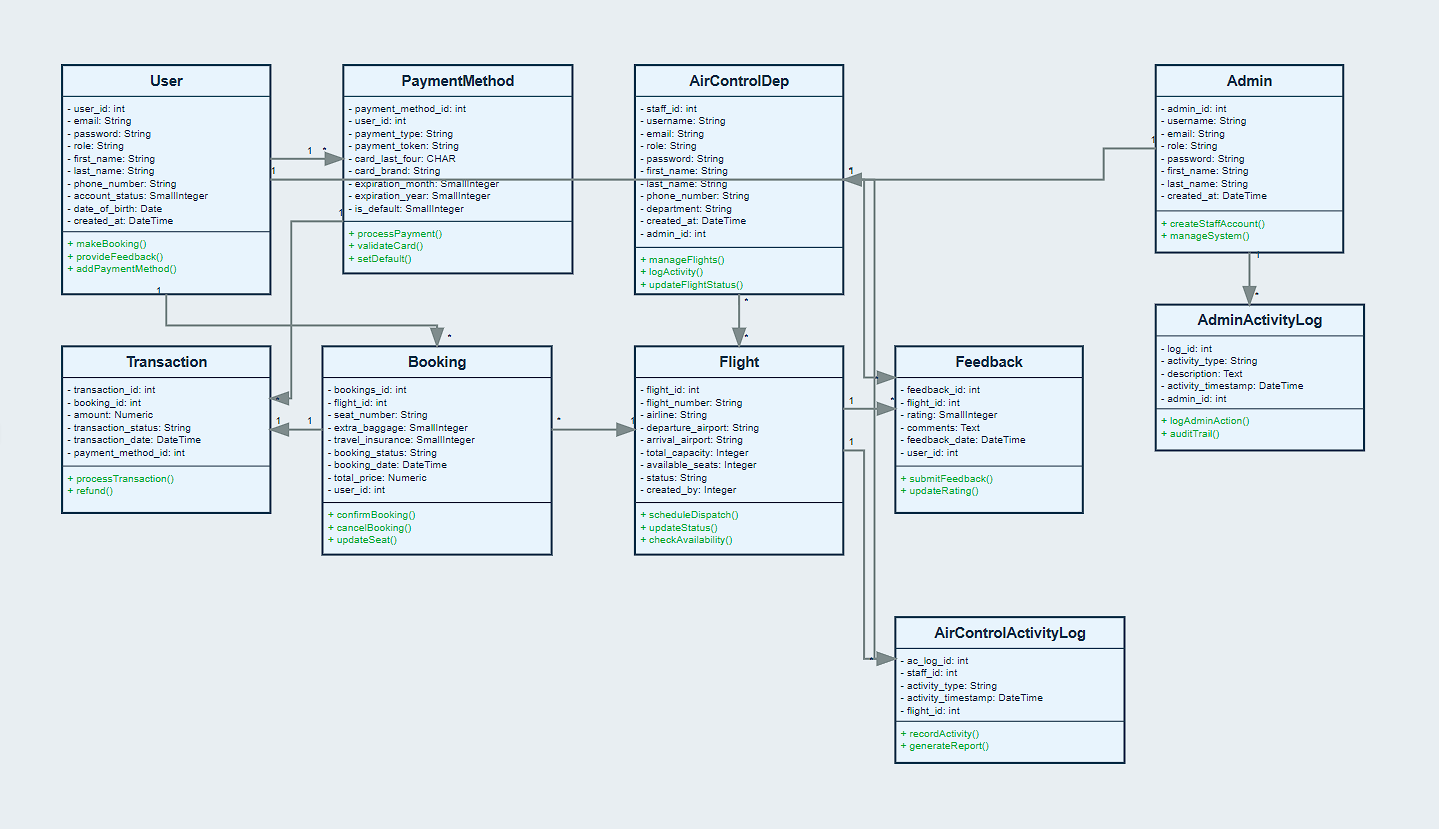 User
- user_id: int
- email: String
- password: String
- role: String
- first_name: String
- last_name: String
- phone_number: String
- account_status: SmallInteger
- date_of_birth: Date
- created_at: DateTime
+ makeBooking()
+ provideFeedback()
+ addPaymentMethod()
1
*
1
1
PaymentMethod
- payment_method_id: int
- user_id: int
- payment_type: String
- payment_token: String
- card_last_four: CHAR
- card_brand: String
- expiration_month: SmallInteger
- expiration_year: SmallInteger
- is_default: SmallInteger
+ processPayment()
+ validateCard()
+ setDefault()
1
AirControlDep
- staff_id: int
- username: String
- email: String
- role: String
- password: String
- first_name: String
- last_name: String
- phone_number: String
- department: String
- created_at: DateTime
- admin_id: int
+ manageFlights()
+ logActivity()
+ updateFlightStatus()
1
*
*
Admin
- admin_id: int
- username: String
- email: String
- role: String
- password: String
- first_name: String
- last_name: String
- created_at: DateTime
+ createStaffAccount()
+ manageSystem()
1
1
*
AdminActivityLog
- log_id: int
- activity_type: String
- description: Text
- activity_timestamp: DateTime
- admin_id: int
+ logAdminAction()
+ auditTrail()
Transaction
- transaction_id: int
- booking_id: int
- amount: Numeric
- transaction_status: String
- transaction_date: DateTime
- payment_method_id: int
+ processTransaction()
+ refund()
*
1
1
*
Booking
- bookings_id: int
- flight_id: int
- seat_number: String
- extra_baggage: SmallInteger
- travel_insurance: SmallInteger
- booking_status: String
- booking_date: DateTime
- total_price: Numeric
- user_id: int
+ confirmBooking()
+ cancelBooking()
+ updateSeat()
*
1
Flight
- flight_id: int
- flight_number: String
- airline: String
- departure_airport: String
- arrival_airport: String
- total_capacity: Integer
- available_seats: Integer
- status: String
- created_by: Integer
+ scheduleDispatch()
+ updateStatus()
+ checkAvailability()
1
1
*
*
Feedback
- feedback_id: int
- flight_id: int
- rating: SmallInteger
- comments: Text
- feedback_date: DateTime
- user_id: int
+ submitFeedback()
+ updateRating()
*
AirControlActivityLog
- ac_log_id: int
- staff_id: int
- activity_type: String
- activity_timestamp: DateTime
- flight_id: int
+ recordActivity()
+ generateReport()